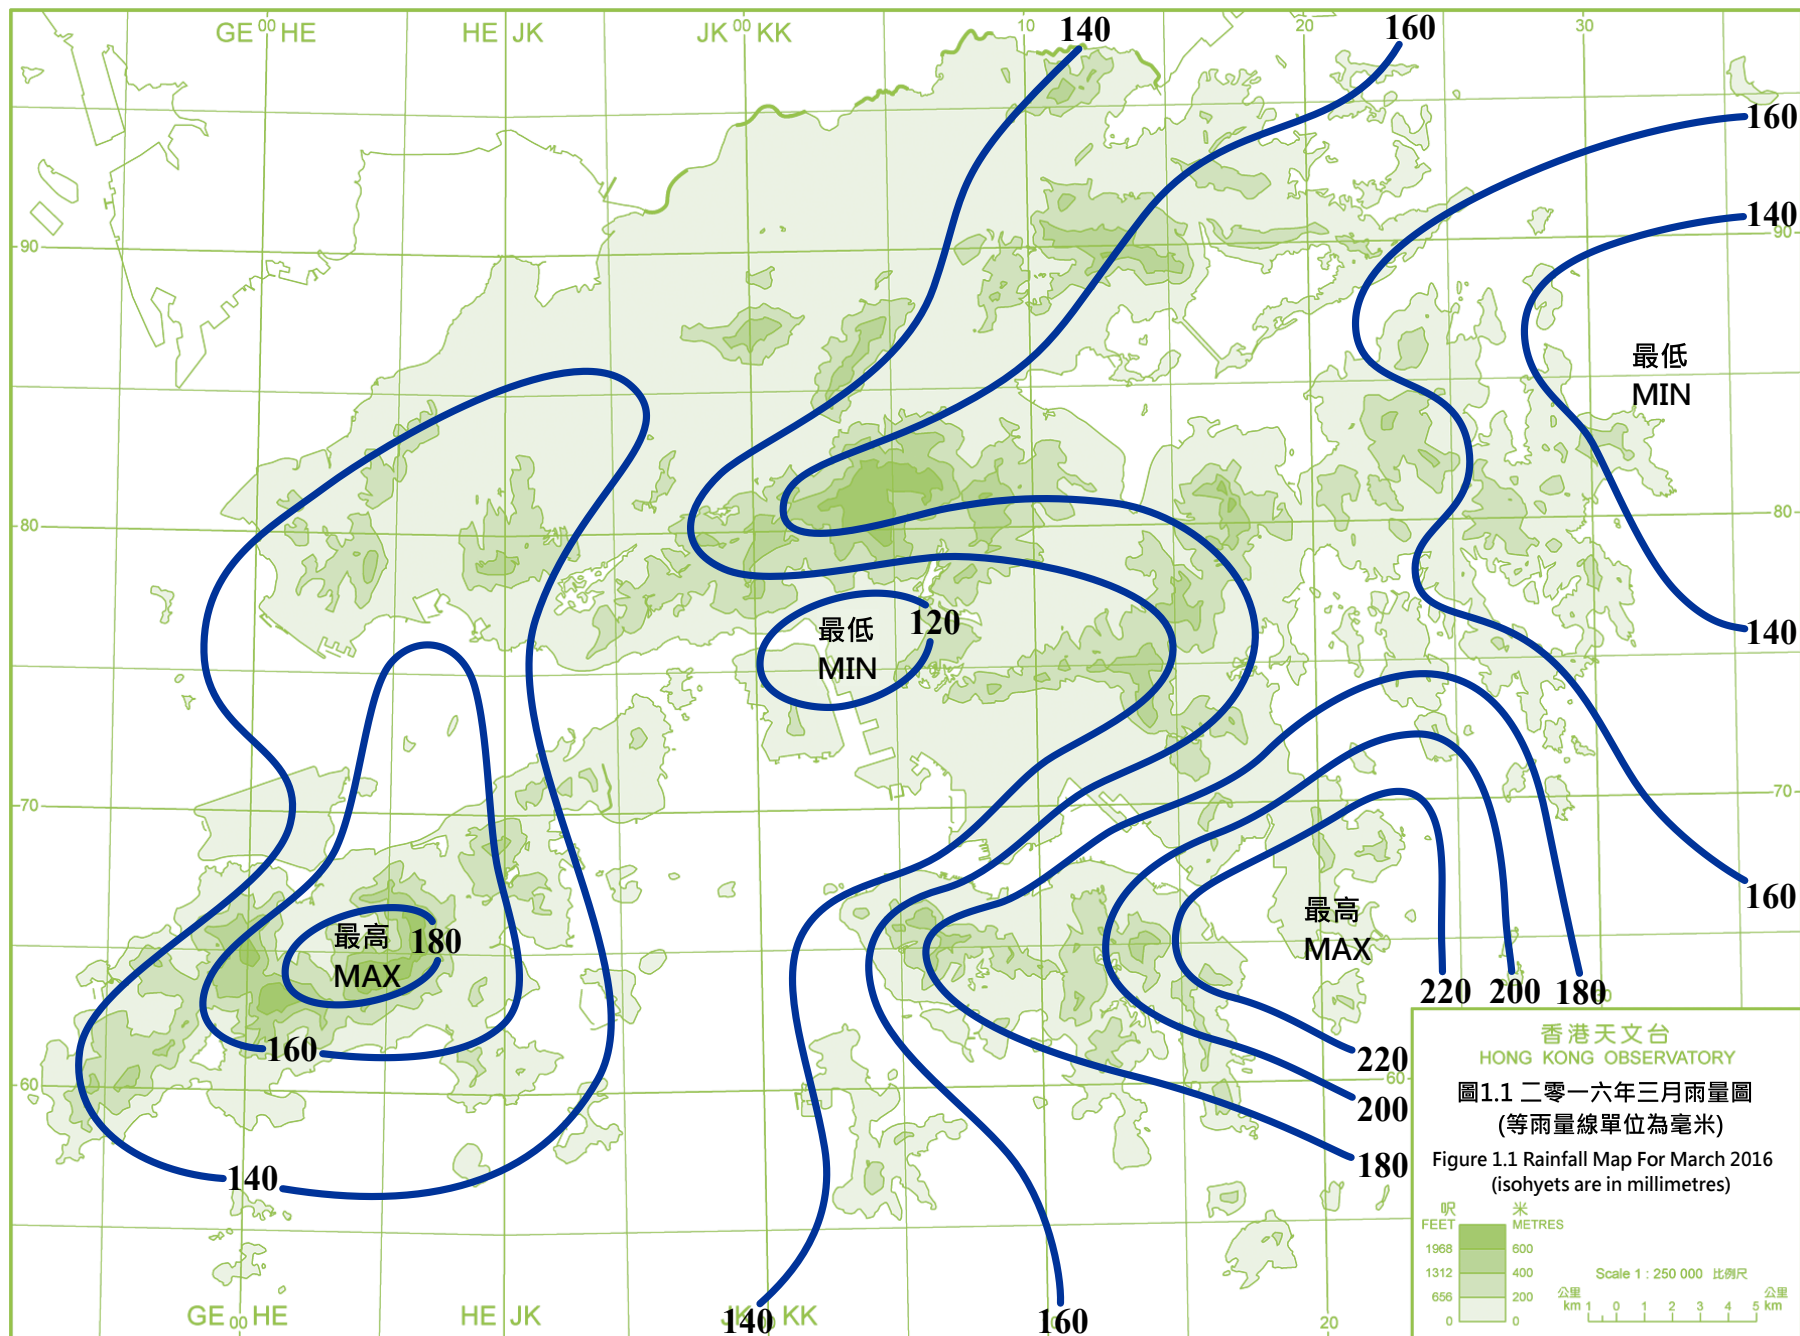 GE 00 HE
HE JK
JK 00 KK
10
140
20
160
30
160
140
90
90
最低
MIN
80
80
最低
MIN
120
140
70
70
160
最高
MAX
180
最高
MAX
220 200 180
160
220
60
60
200
180
140
香港天文台
HONG KONG OBSERVATORY
圖1.1 二零一六年三月雨量圖
(等雨量線單位為毫米)
Figure 1.1 Rainfall Map For March 2016
(isohyets are in millimetres)
呎 米
FEET METRES
1968 600
1312 400
656 200
0 0
Scale 1 : 250 000 比例尺
公里 公里
km 1 0 1 2 3 4 5 km
GE 00 HE
HE JK
JK KK
140
160
20